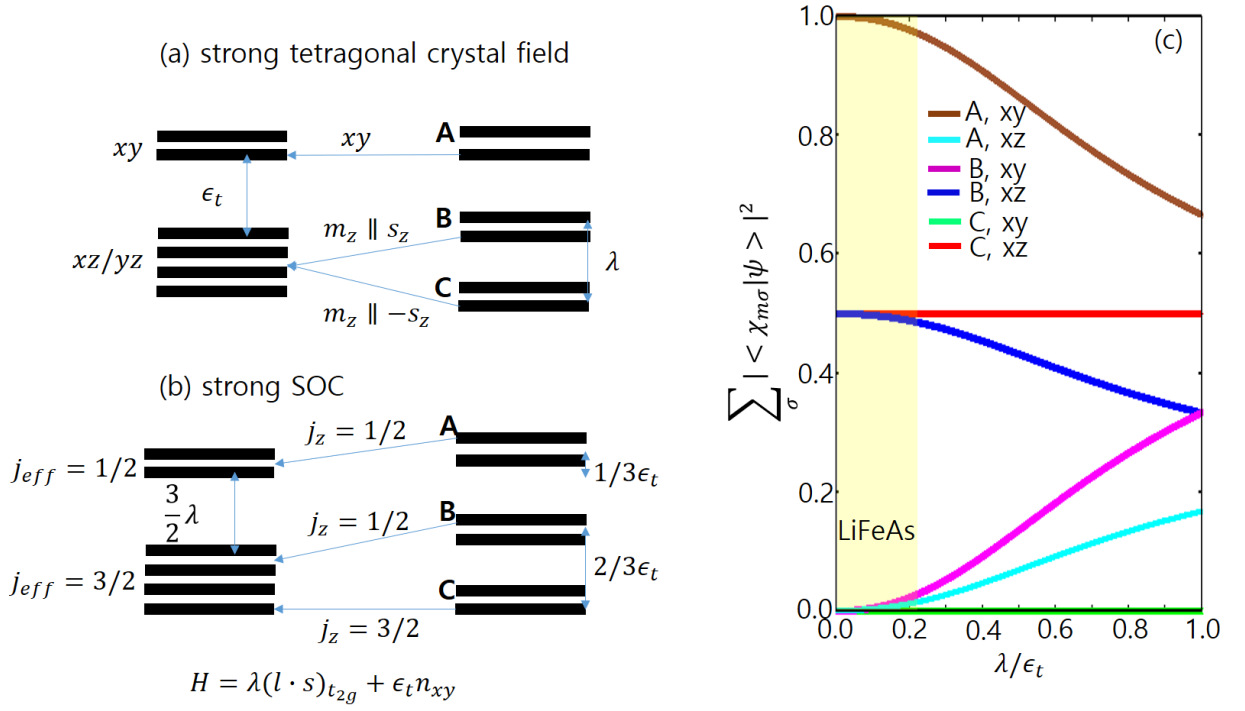 (a) strong tetragonal crystal field
xy
ϵ_t
xz/yz
xy
m_z ∥ s_z
m_z ∥ −s_z
A
B
C
λ
(b) strong SOC
j_eff = 1/2
3/2 λ
j_eff = 3/2
j_z = 1/2
j_z = 1/2
j_z = 3/2
A
B
C
1/3ϵ_t
2/3ϵ_t
H = λ(l · s)_{t_{2g}} + ϵ_t n_{xy}
(c)
∑_σ | < χ_{mσ}|ψ > |^2
1.0
0.8
0.6
0.4
0.2
0.0
A, xy
A, xz
B, xy
B, xz
C, xy
C, xz
LiFeAs
0.0 0.2 0.4 0.6 0.8 1.0
λ/ϵ_t